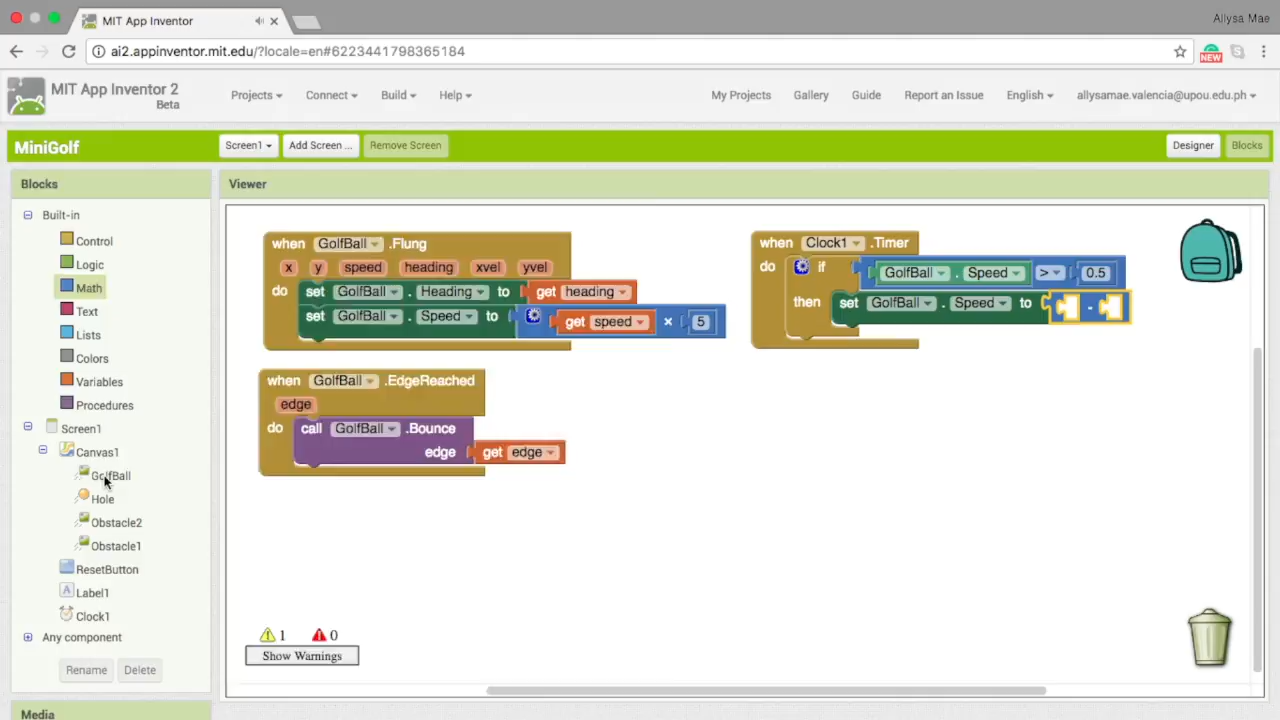 MIT App Inventor
Allysa Mae
ai2.appinventor.mit.edu/?locale=en#6223441798365184
NEW
MIT App Inventor 2
Beta
Projects
Connect
Build
Help
My Projects
Gallery
Guide
Report an Issue
English
allysamae.valencia@upou.edu.ph
MiniGolf
Screen1
Add Screen ...
Remove Screen
Designer
Blocks
Blocks
Viewer
Built-in
Control
Logic
Math
Text
Lists
Colors
Variables
Procedures
Screen1
Canvas1
GolfBall
Hole
Obstacle2
Obstacle1
ResetButton
Label1
Clock1
Any component
Rename
Delete
Media
when GolfBall .Flung
x y speed heading xvel yvel
do set GolfBall . Heading to get heading
set GolfBall . Speed to get speed × 5
when GolfBall .EdgeReached
edge
do call GolfBall .Bounce
edge get edge
when Clock1 .Timer
do if GolfBall . Speed > 0.5
then set GolfBall . Speed to -
1 0
Show Warnings